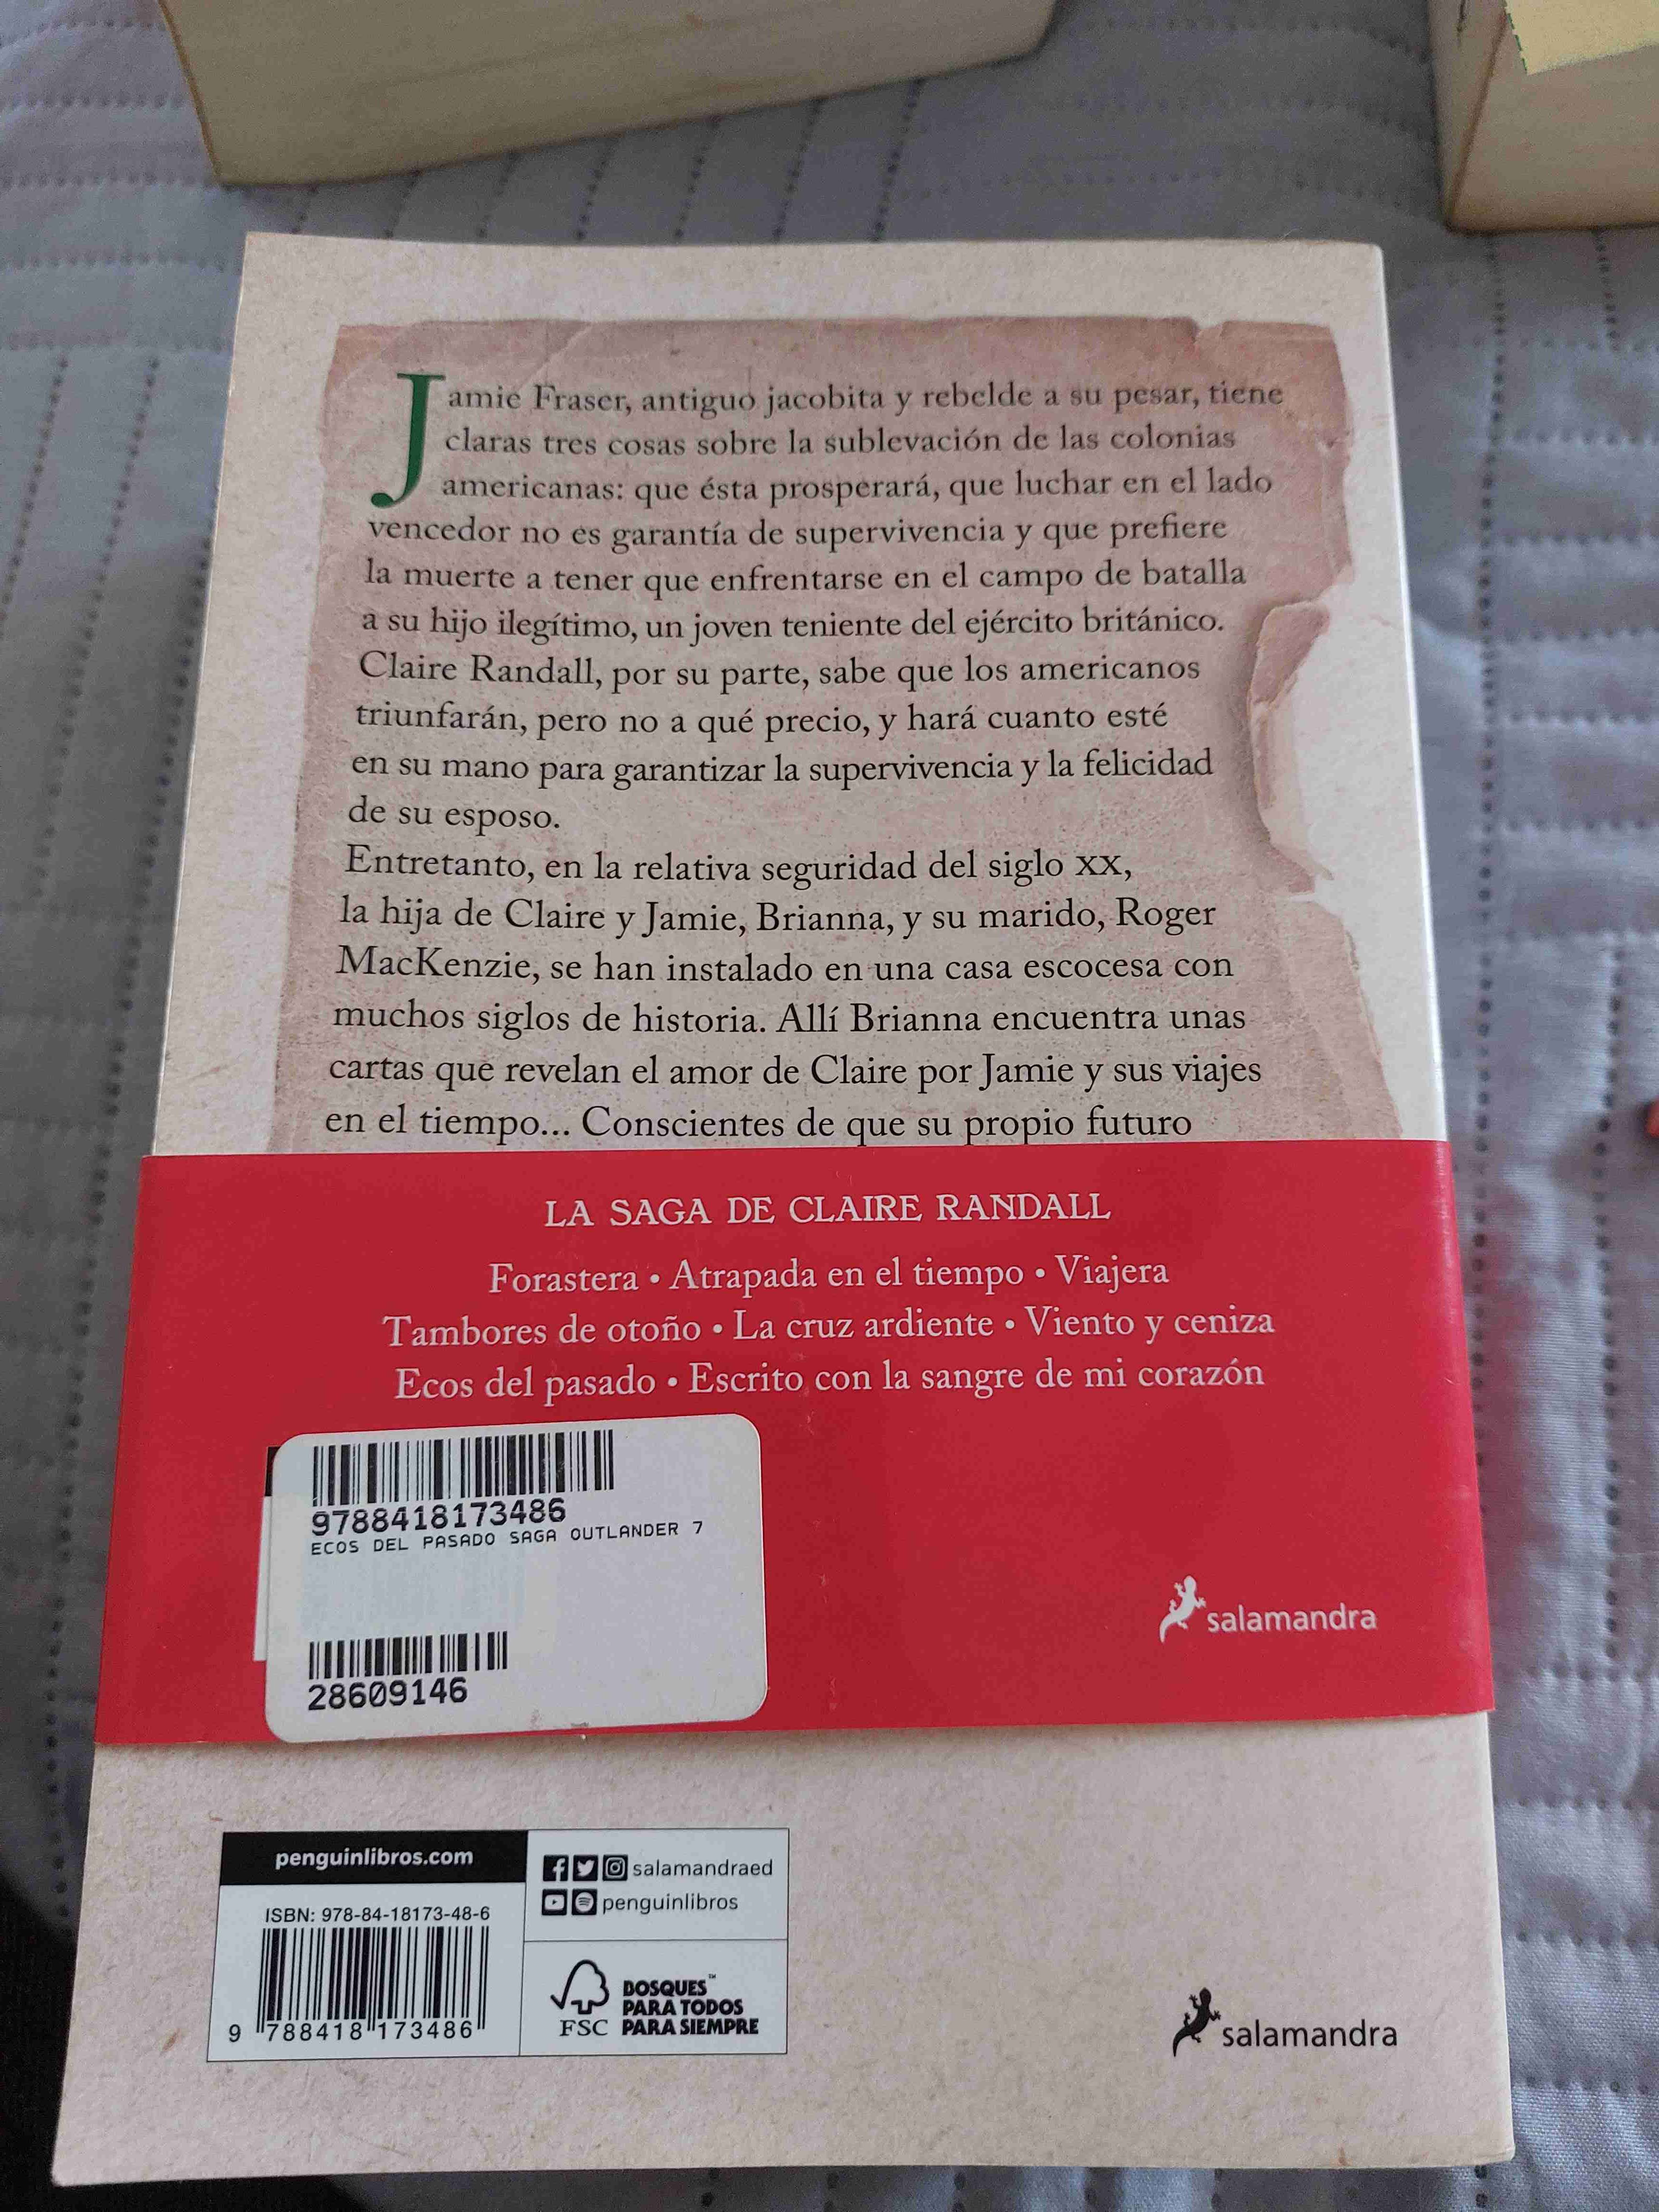 Jamie Fraser, antiguo jacobita y rebelde a su pesar, tiene
claras tres cosas sobre la sublevación de las colonias
americanas: que ésta prosperará, que luchar en el lado
vencedor no es garantía de supervivencia y que prefiere
la muerte a tener que enfrentarse en el campo de batalla
a su hijo ilegítimo, un joven teniente del ejército británico.
Claire Randall, por su parte, sabe que los americanos
triunfarán, pero no a qué precio, y hará cuanto esté
en su mano para garantizar la supervivencia y la felicidad
de su esposo.
Entretanto, en la relativa seguridad del siglo XX,
la hija de Claire y Jamie, Brianna, y su marido, Roger
MacKenzie, se han instalado en una casa escocesa con
muchos siglos de historia. Allí Brianna encuentra unas
cartas que revelan el amor de Claire por Jamie y sus viajes
en el tiempo... Conscientes de que su propio futuro
LA SAGA DE CLAIRE RANDALL
Forastera • Atrapada en el tiempo • Viajera
Tambores de otoño • La cruz ardiente • Viento y ceniza
Ecos del pasado • Escrito con la sangre de mi corazón
9788418173486
ECOS DEL PASADO SAGA OUTLANDER 7
28609146
salamandra
penguinlibros.com
ISBN: 978-84-18173-48-6
9 788418 173486
salamandraed
penguinlibros
FSC
BOSQUES™
PARA TODOS
PARA SIEMPRE
salamandra